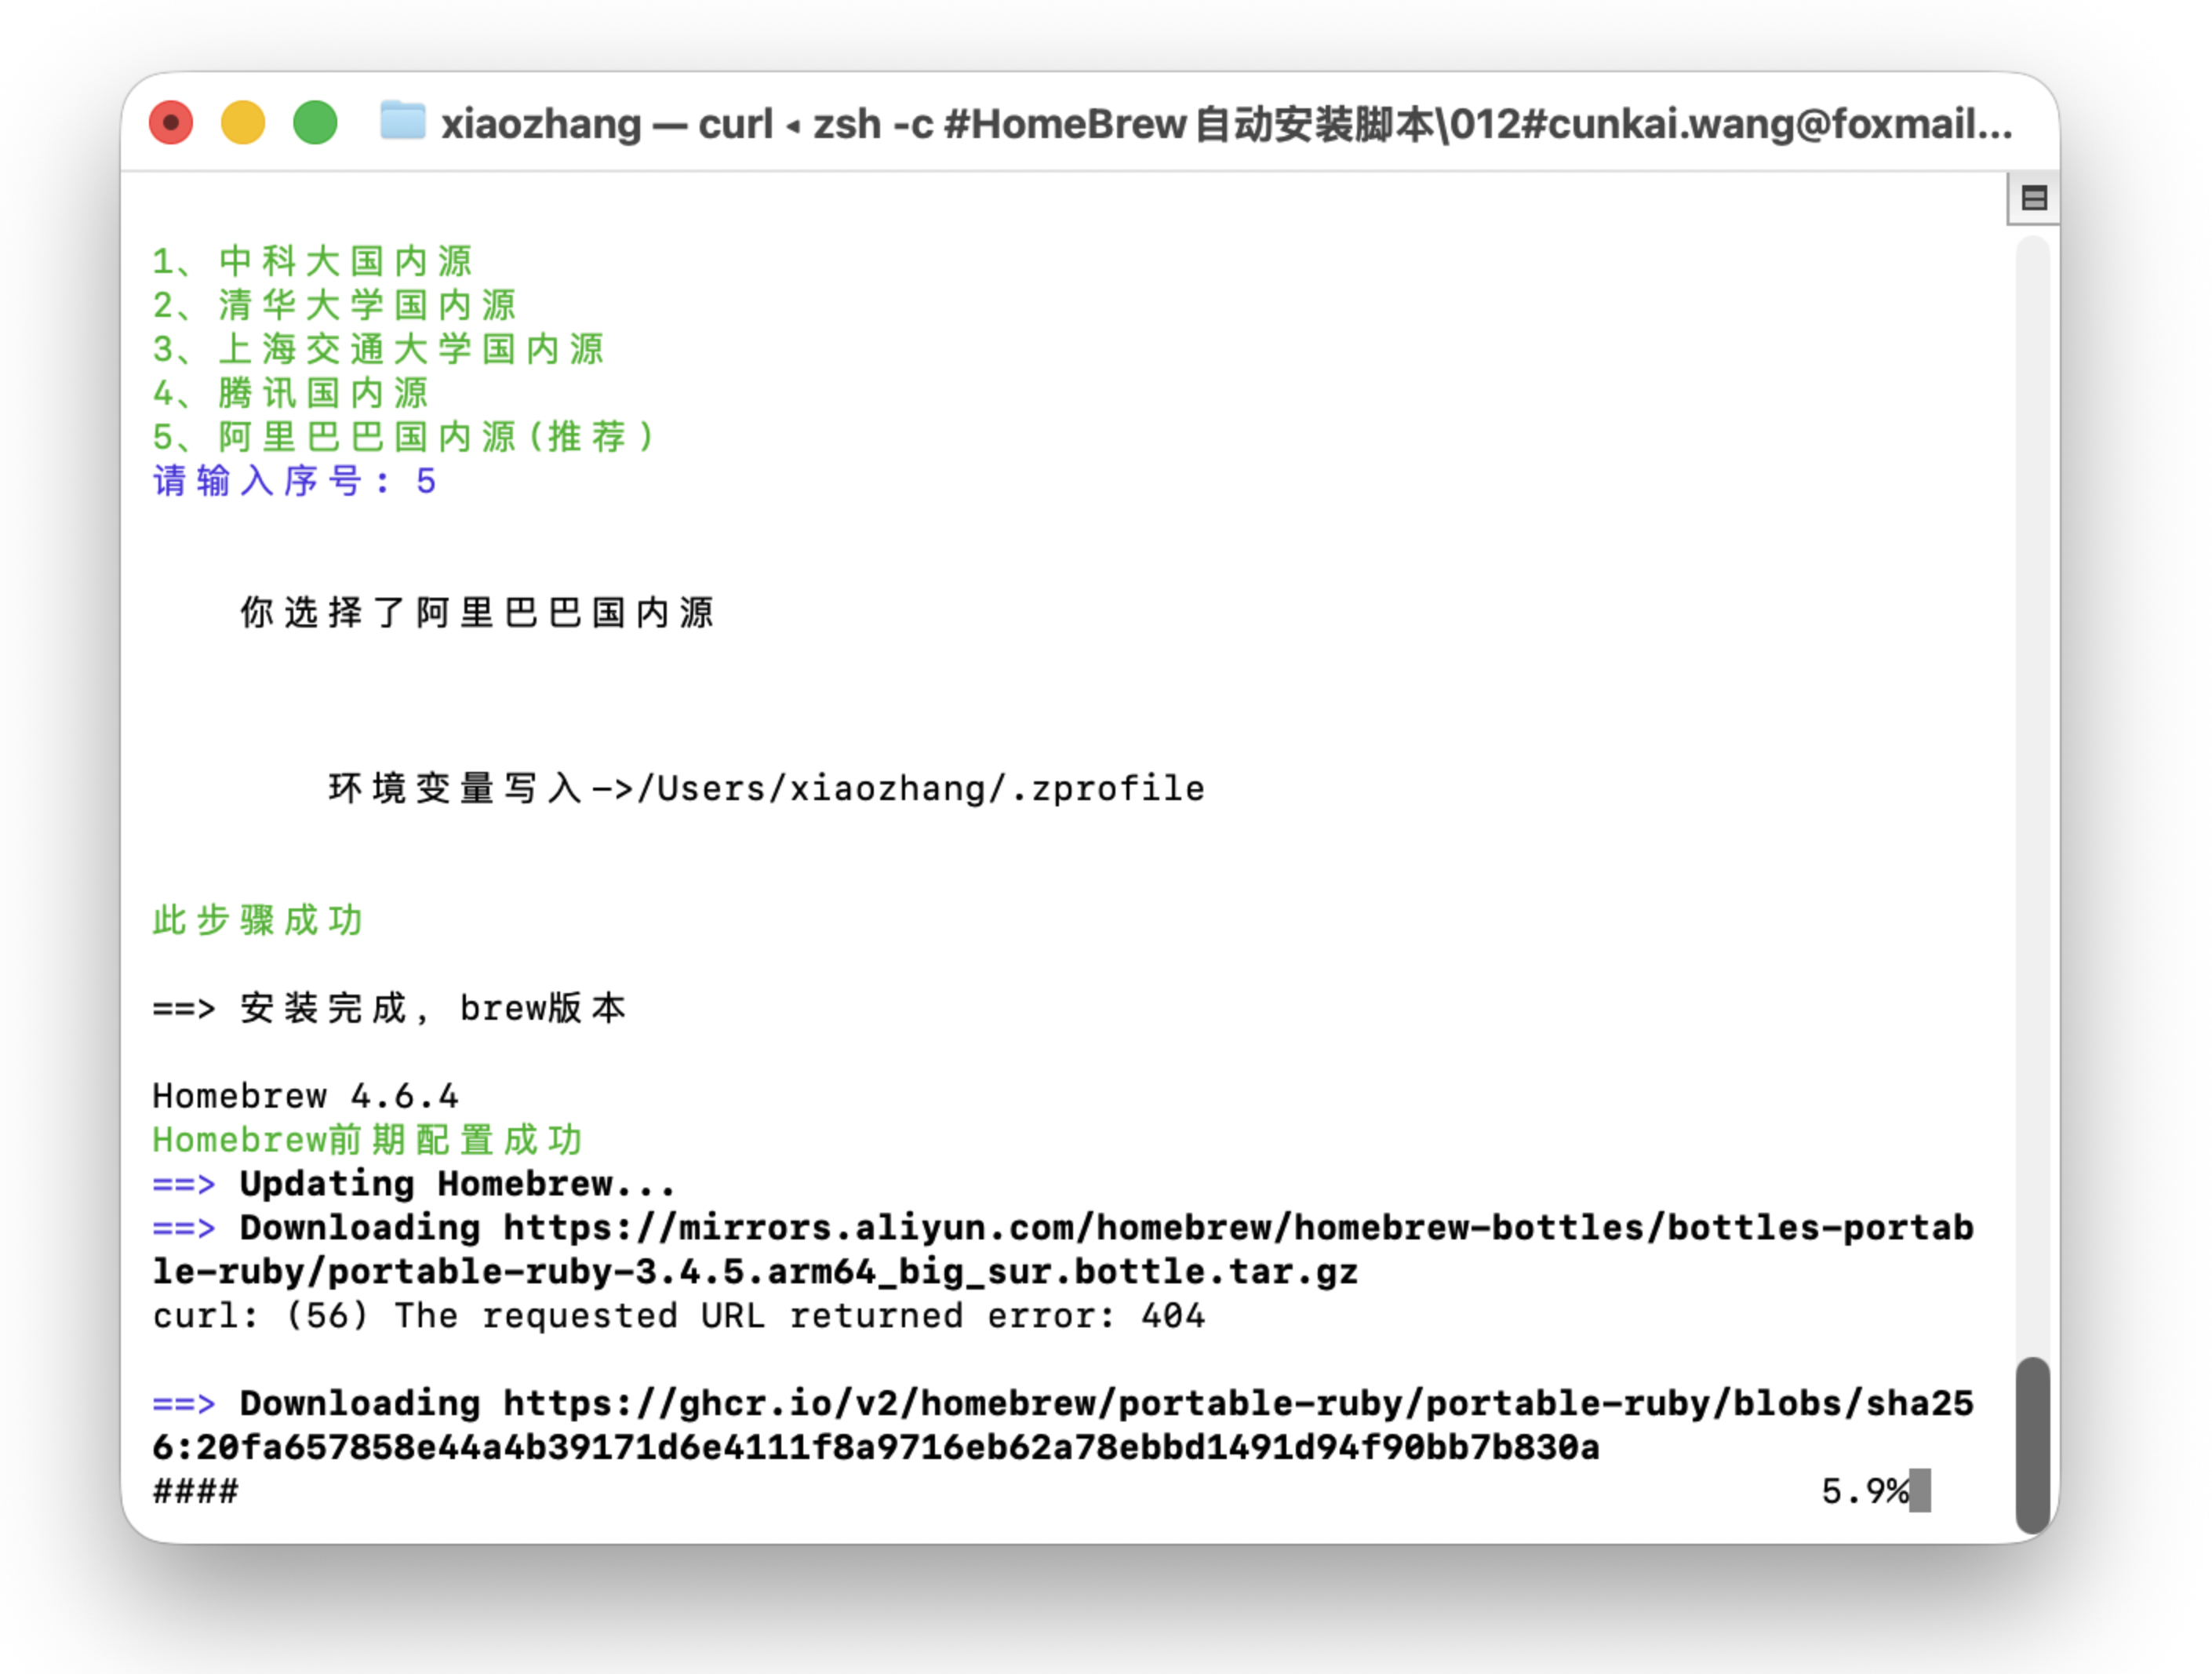 xiaozhang — curl ◂ zsh -c #HomeBrew 自动安装脚本\012#cunkai.wang@foxmail...
1、中科大国内源
2、清华大学国内源
3、上海交通大学国内源
4、腾讯国内源
5、阿里巴巴国内源(推荐)
请输入序号: 5
你选择了阿里巴巴国内源
环境变量写入->/Users/xiaozhang/.zprofile
此步骤成功
==> 安装完成, brew版本
Homebrew 4.6.4
Homebrew前期配置成功
==> Updating Homebrew...
==> Downloading https://mirrors.aliyun.com/homebrew/homebrew-bottles/bottles-portab
le-ruby/portable-ruby-3.4.5.arm64_big_sur.bottle.tar.gz
curl: (56) The requested URL returned error: 404
==> Downloading https://ghcr.io/v2/homebrew/portable-ruby/portable-ruby/blobs/sha25
6:20fa657858e44a4b39171d6e4111f8a9716eb62a78ebbd1491d94f90bb7b830a
#### 5.9%